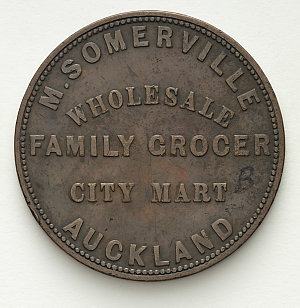 M. SOMERVILLE
WHOLESALE
FAMILY GROCER
CITY MART
AUCKLAND